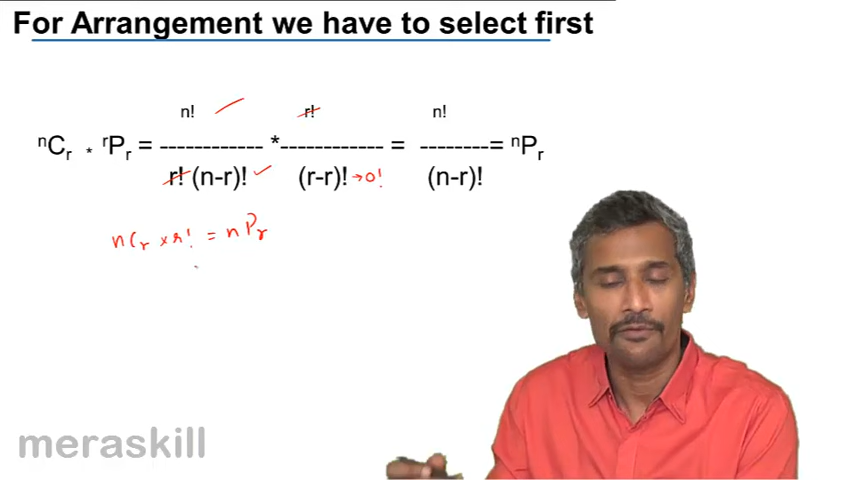 For Arrangement we have to select first
n! r! n!
ⁿCᵣ * ʳPᵣ = ------------ *------------ = --------= ⁿPᵣ
r! (n-r)! (r-r)! →0! (n-r)!
nCᵣ × r! = nPᵣ
meraskill